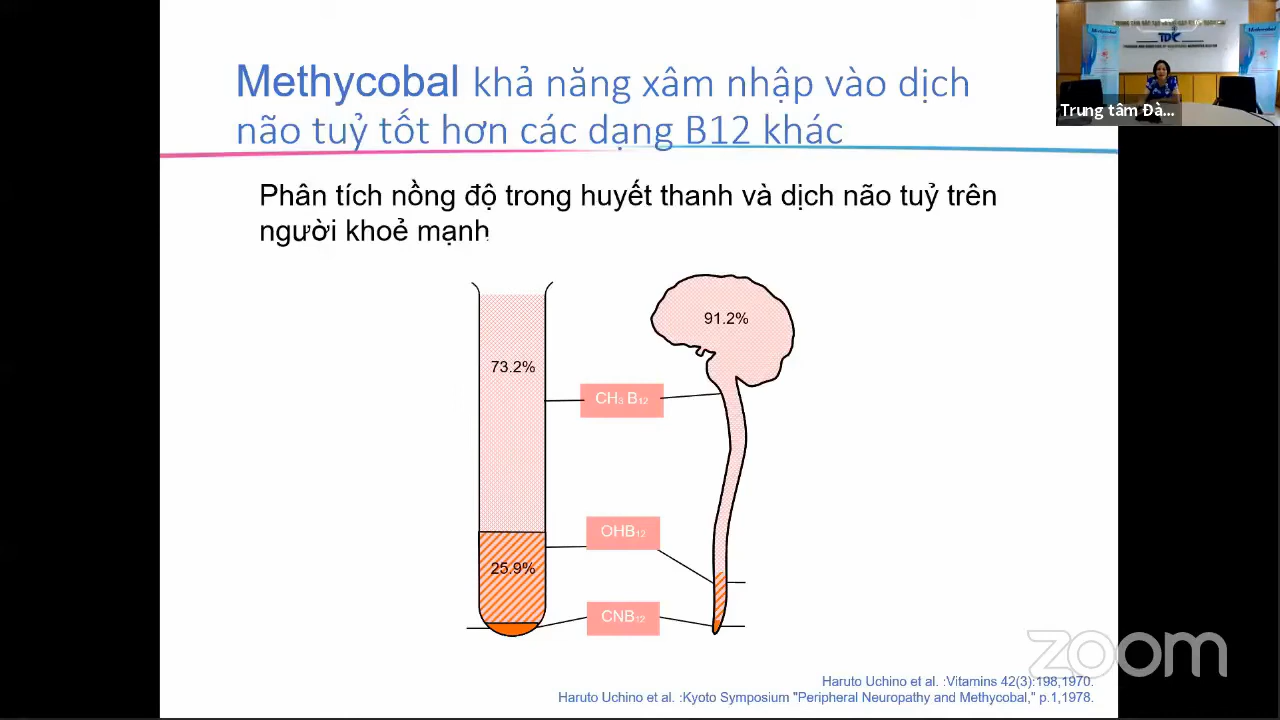 Methycobal khả năng xâm nhập vào dịch
não tuỷ tốt hơn các dạng B12 khác
Phân tích nồng độ trong huyết thanh và dịch não tuỷ trên
người khoẻ mạnh
73.2%
91.2%
CH₃ B₁₂
OHB₁₂
25.9%
CNB₁₂
Haruto Uchino et al. :Vitamins 42(3):198,1970.
Haruto Uchino et al. :Kyoto Symposium "Peripheral Neuropathy and Methycobal," p.1,1978.
zoom
TDC
Trung tâm Đà...